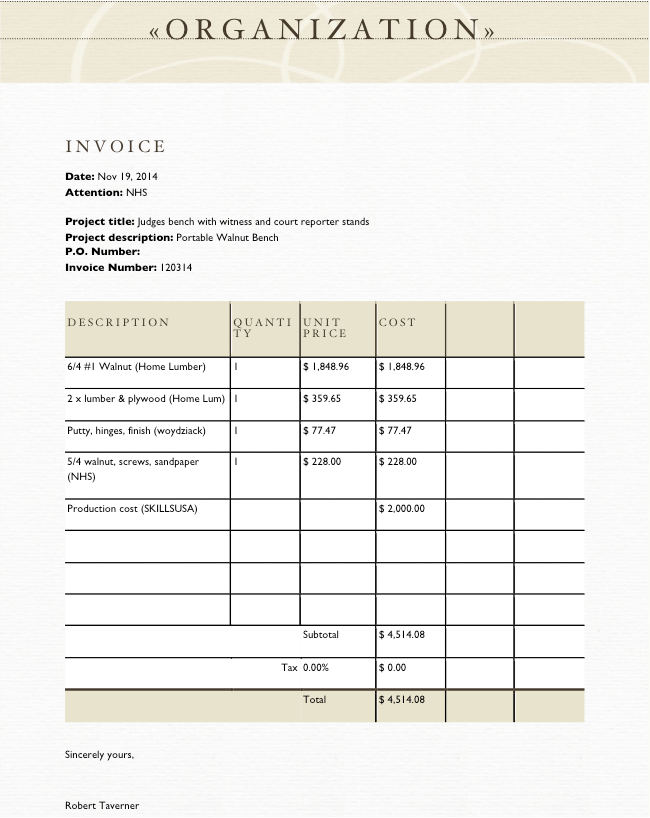 «ORGANIZATION»
INVOICE
Date: Nov 19, 2014
Attention: NHS
Project title: Judges bench with witness and court reporter stands
Project description: Portable Walnut Bench
P.O. Number:
Invoice Number: 120314
DESCRIPTION QUANTI UNIT COST
TY PRICE
6/4 #1 Walnut (Home Lumber) 1 $ 1,848.96 $ 1,848.96
2 x lumber & plywood (Home Lum) 1 $ 359.65 $ 359.65
Putty, hinges, finish (woydziack) 1 $ 77.47 $ 77.47
5/4 walnut, screws, sandpaper 1 $ 228.00 $ 228.00
(NHS)
Production cost (SKILLSUSA) $ 2,000.00
Subtotal $ 4,514.08
Tax 0.00% $ 0.00
Total $ 4,514.08
Sincerely yours,
Robert Taverner